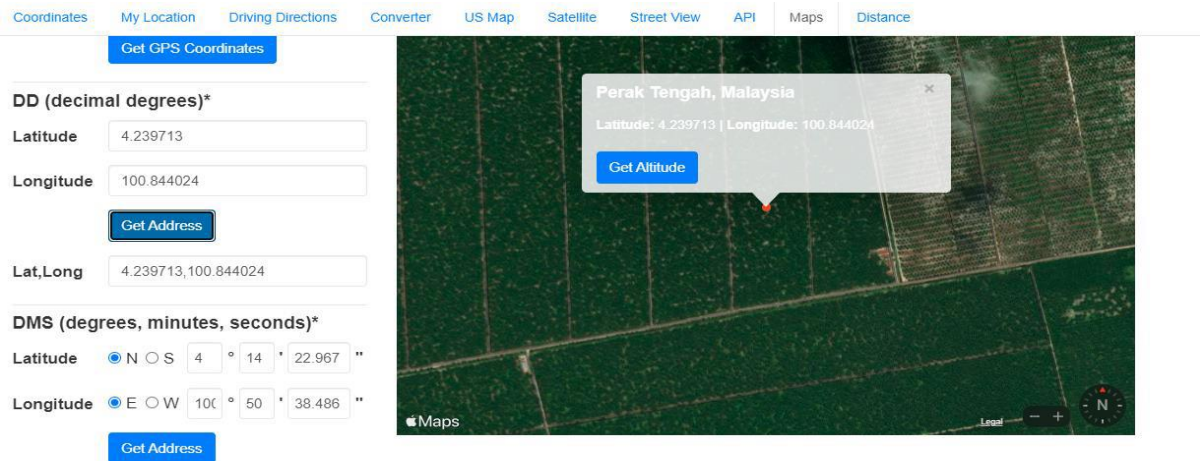 Coordinates My Location Driving Directions Converter US Map Satellite Street View API Maps Distance
Get GPS Coordinates
DD (decimal degrees)*
Latitude 4.239713
Longitude 100.844024
Get Address
Lat,Long 4.239713,100.844024
DMS (degrees, minutes, seconds)*
Latitude N S 4 ° 14 ' 22.967 "
Longitude E W 100 ° 50 ' 38.486 "
Get Address
Perak Tengah, Malaysia ×
Latitude: 4.239713 | Longitude: 100.844024
Get Altitude
Maps
Legal
− +
N